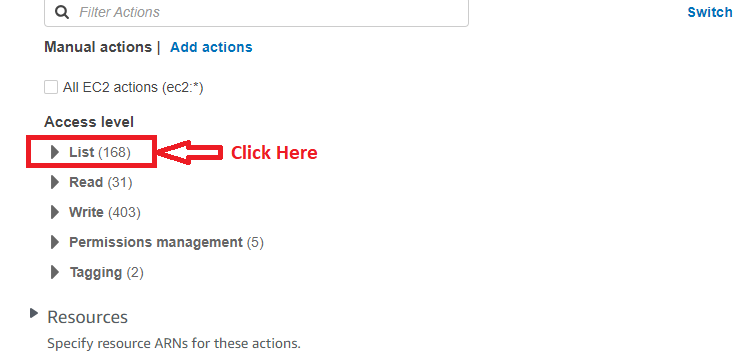 Filter Actions
Switch
Manual actions | Add actions
All EC2 actions (ec2:*)
Access level
List (168)
Click Here
Read (31)
Write (403)
Permissions management (5)
Tagging (2)
Resources
Specify resource ARNs for these actions.